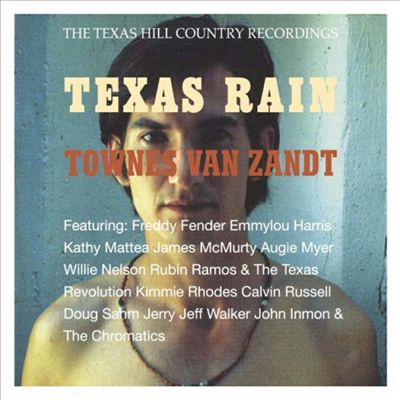 THE TEXAS HILL COUNTRY RECORDINGS
TEXAS RAIN
TOWNES VAN ZANDT
Featuring: Freddy Fender Emmylou Harris
Kathy Mattea James McMurty Augie Myer
Willie Nelson Rubin Ramos & The Texas
Revolution Kimmie Rhodes Calvin Russell
Doug Sahm Jerry Jeff Walker John Inmon &
The Chromatics